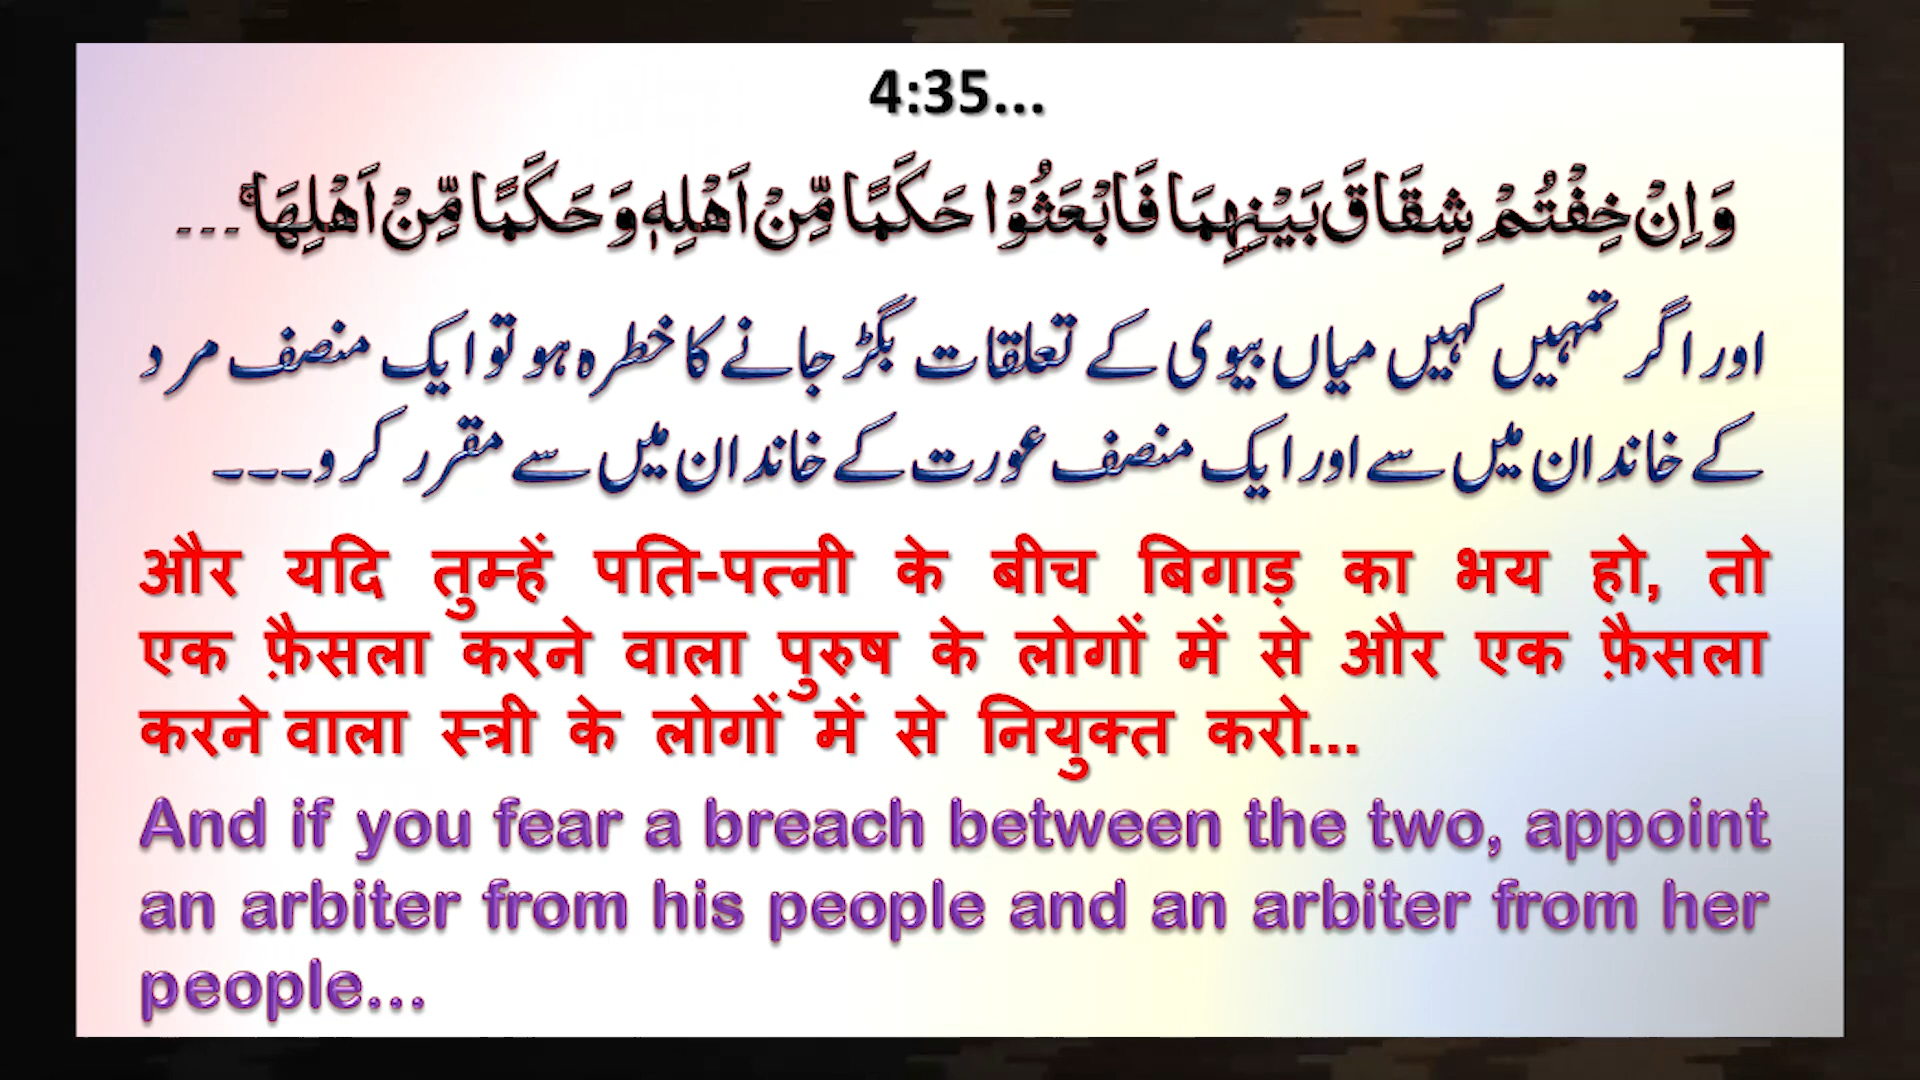 4:35...
وَ اِنْ خِفْتُمْ شِقَاقَ بَيْنِهِمَا فَابْعَثُوْا حَكَمًا مِّنْ اَهْلِهٖ وَ حَكَمًا مِّنْ اَهْلِهَا ۚ...
اور اگر تمہیں کہیں میاں بیوی کے تعلقات بگڑ جانے کا خطرہ ہو تو ایک منصف مرد
کے خاندان میں سے اور ایک منصف عورت کے خاندان میں سے مقرر کرو۔۔۔
और यदि तुम्हें पति-पत्नी के बीच बिगाड़ का भय हो, तो
एक फ़ैसला करने वाला पुरुष के लोगों में से और एक फ़ैसला
करने वाला स्त्री के लोगों में से नियुक्त करो...
And if you fear a breach between the two, appoint
an arbiter from his people and an arbiter from her
people...